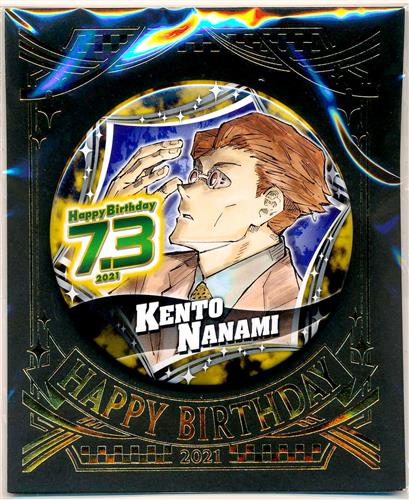 Happy Birthday
7.3
2021
KENTO
NANAMI
HAPPY BIRTHDAY
2021